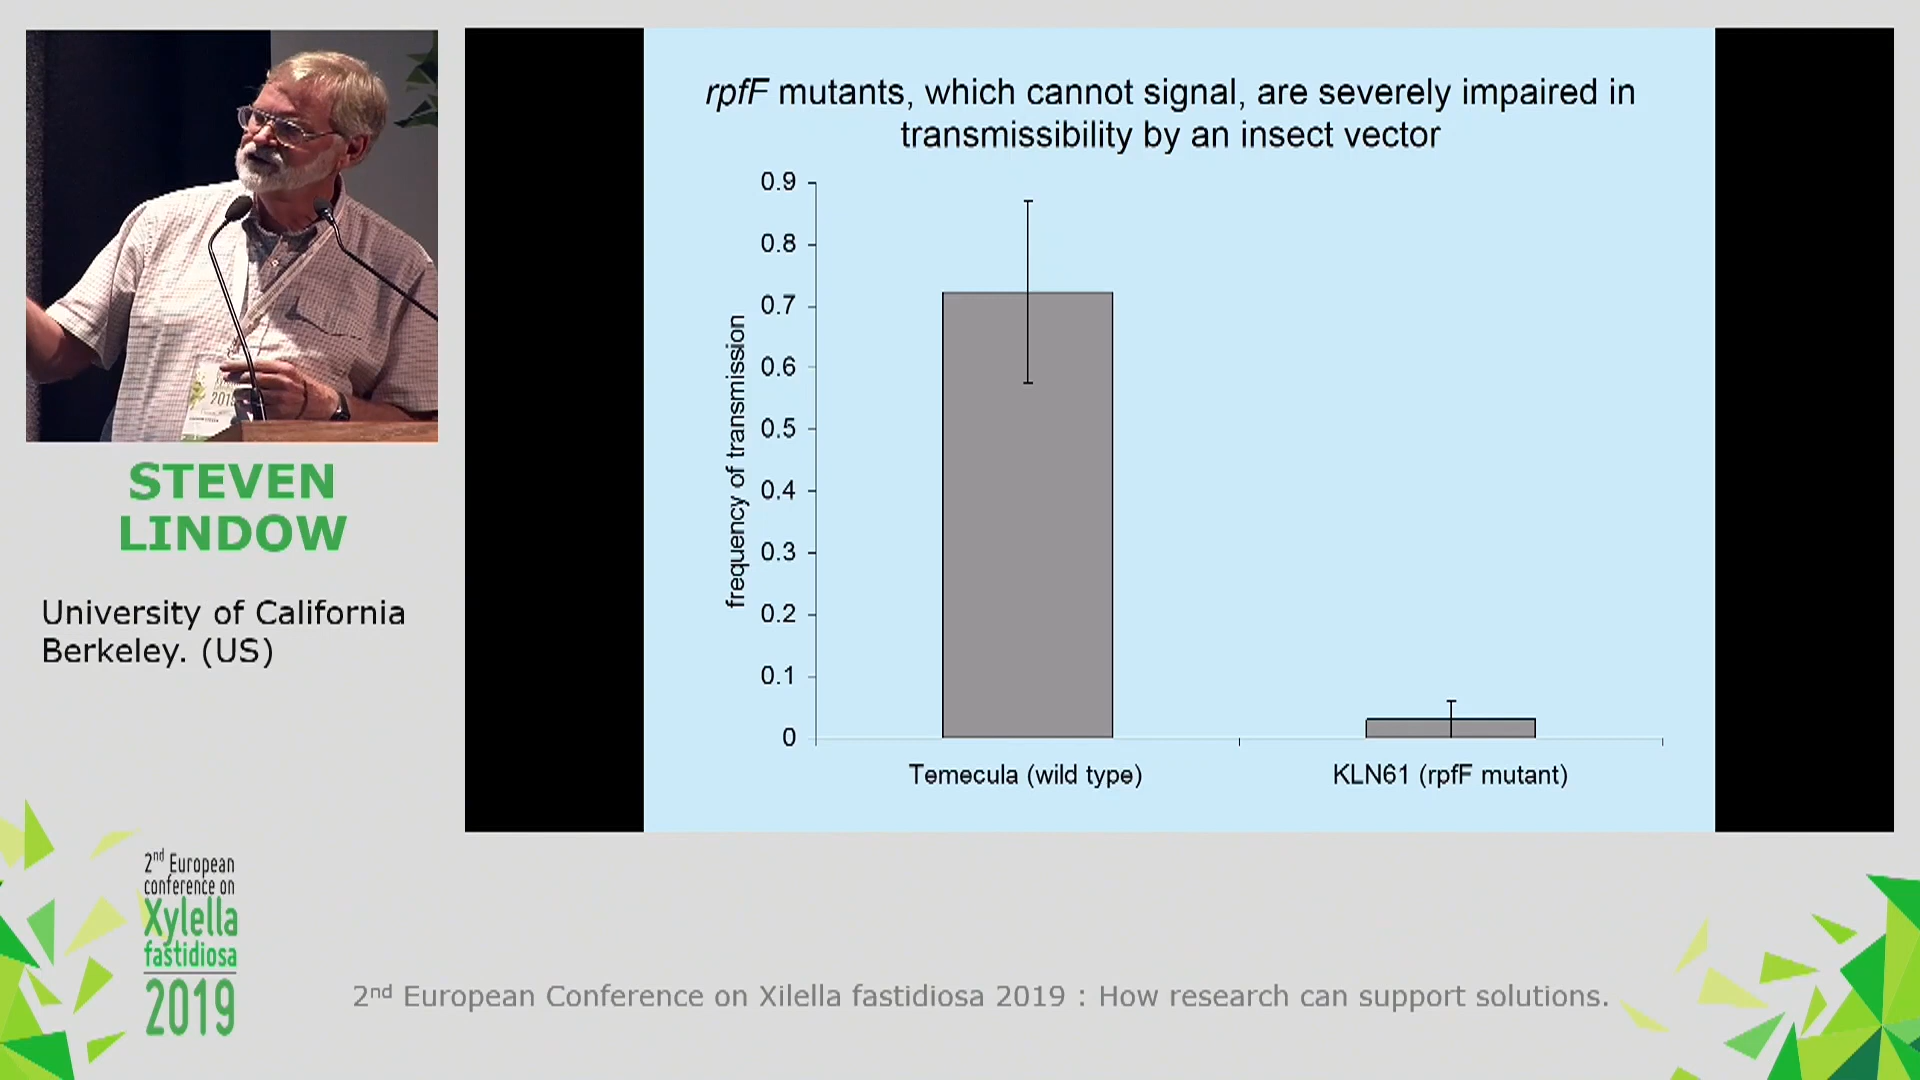 rpfF mutants, which cannot signal, are severely impaired in
transmissibility by an insect vector
0.9
0.8
0.7
0.6
0.5
0.4
0.3
0.2
0.1
0
frequency of transmission
Temecula (wild type)
KLN61 (rpfF mutant)
2019
STEVEN
LINDOW
University of California
Berkeley. (US)
2nd European
conference on
Xylella
fastidiosa
2019
2nd European Conference on Xilella fastidiosa 2019 : How research can support solutions.